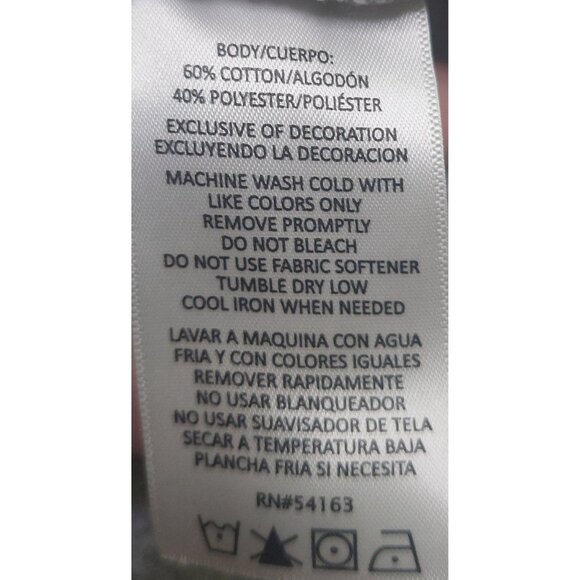 BODY/CUERPO:
60% COTTON/ALGODÓN
40% POLYESTER/POLIÉSTER
EXCLUSIVE OF DECORATION
EXCLUYENDO LA DECORACION
MACHINE WASH COLD WITH
LIKE COLORS ONLY
REMOVE PROMPTLY
DO NOT BLEACH
DO NOT USE FABRIC SOFTENER
TUMBLE DRY LOW
COOL IRON WHEN NEEDED
LAVAR A MAQUINA CON AGUA
FRIA Y CON COLORES IGUALES
REMOVER RAPIDAMENTE
NO USAR BLANQUEADOR
NO USAR SUAVISADOR DE TELA
SECAR A TEMPERATURA BAJA
PLANCHA FRIA SI NECESITA
RN#54163